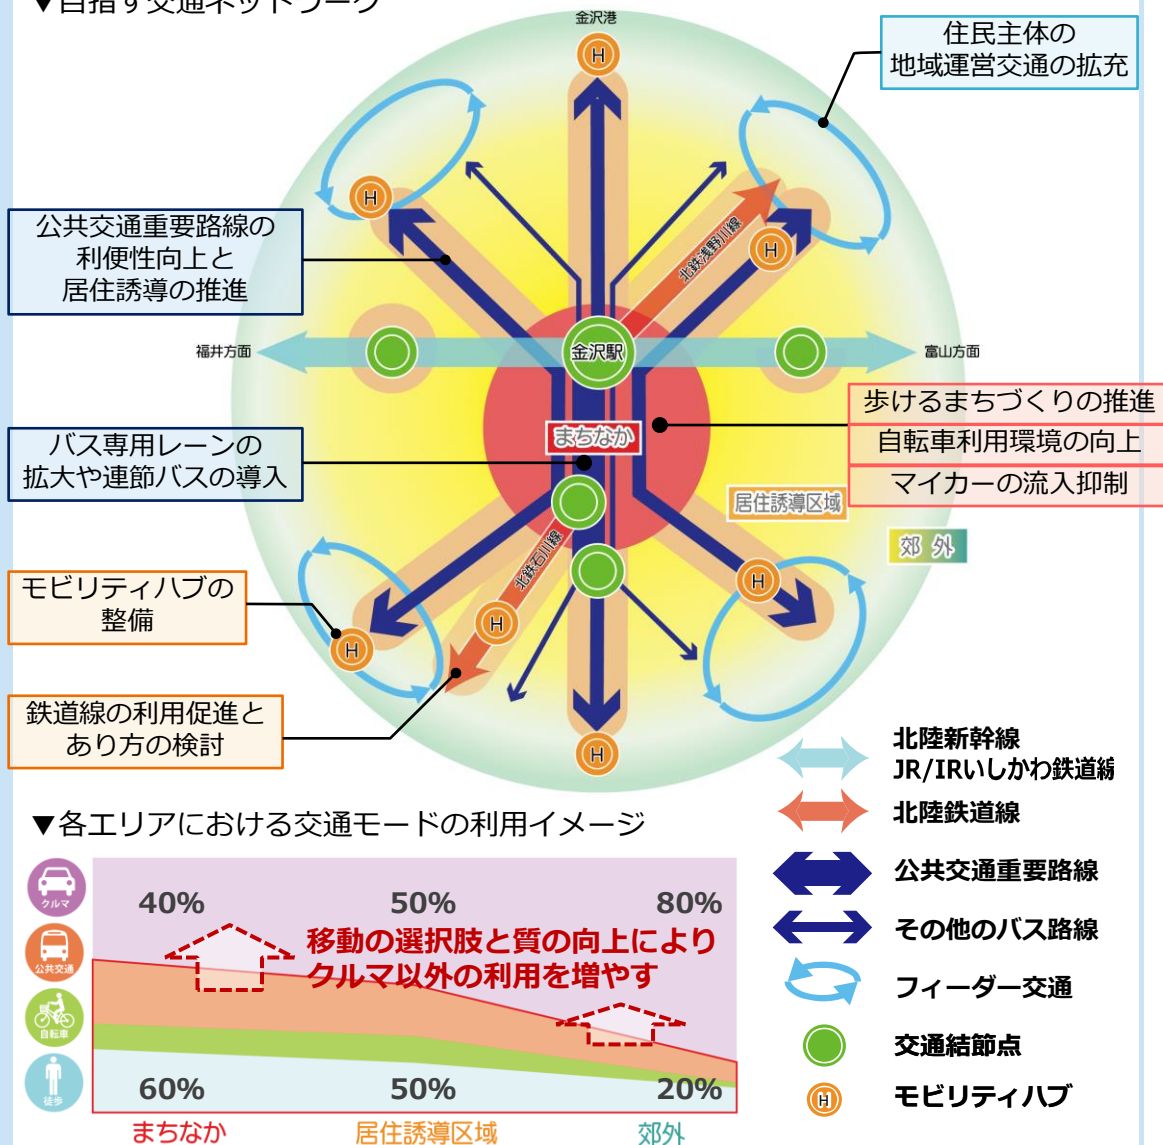 ▼目指す交通ネットワーク
金沢港
H
住民主体の
地域運営交通の拡充
H
公共交通重要路線の
利便性向上と
居住誘導の推進
北鉄浅野川線
H
福井方面
金沢駅
富山方面
歩けるまちづくりの推進
自転車利用環境の向上
マイカーの流入抑制
バス専用レーンの
拡大や連節バスの導入
まちなか
居住誘導区域
郊外
北鉄石川線
モビリティハブの
整備
H
H
H
鉄道線の利用促進と
あり方の検討
H
北陸新幹線
JR/IRいしかわ鉄道線
北陸鉄道線
公共交通重要路線
その他のバス路線
フィーダー交通
交通結節点
H
モビリティハブ
▼各エリアにおける交通モードの利用イメージ
クルマ
公共交通
自転車
徒歩
40%
50%
80%
移動の選択肢と質の向上により
クルマ以外の利用を増やす
60%
50%
20%
まちなか
居住誘導区域
郊外